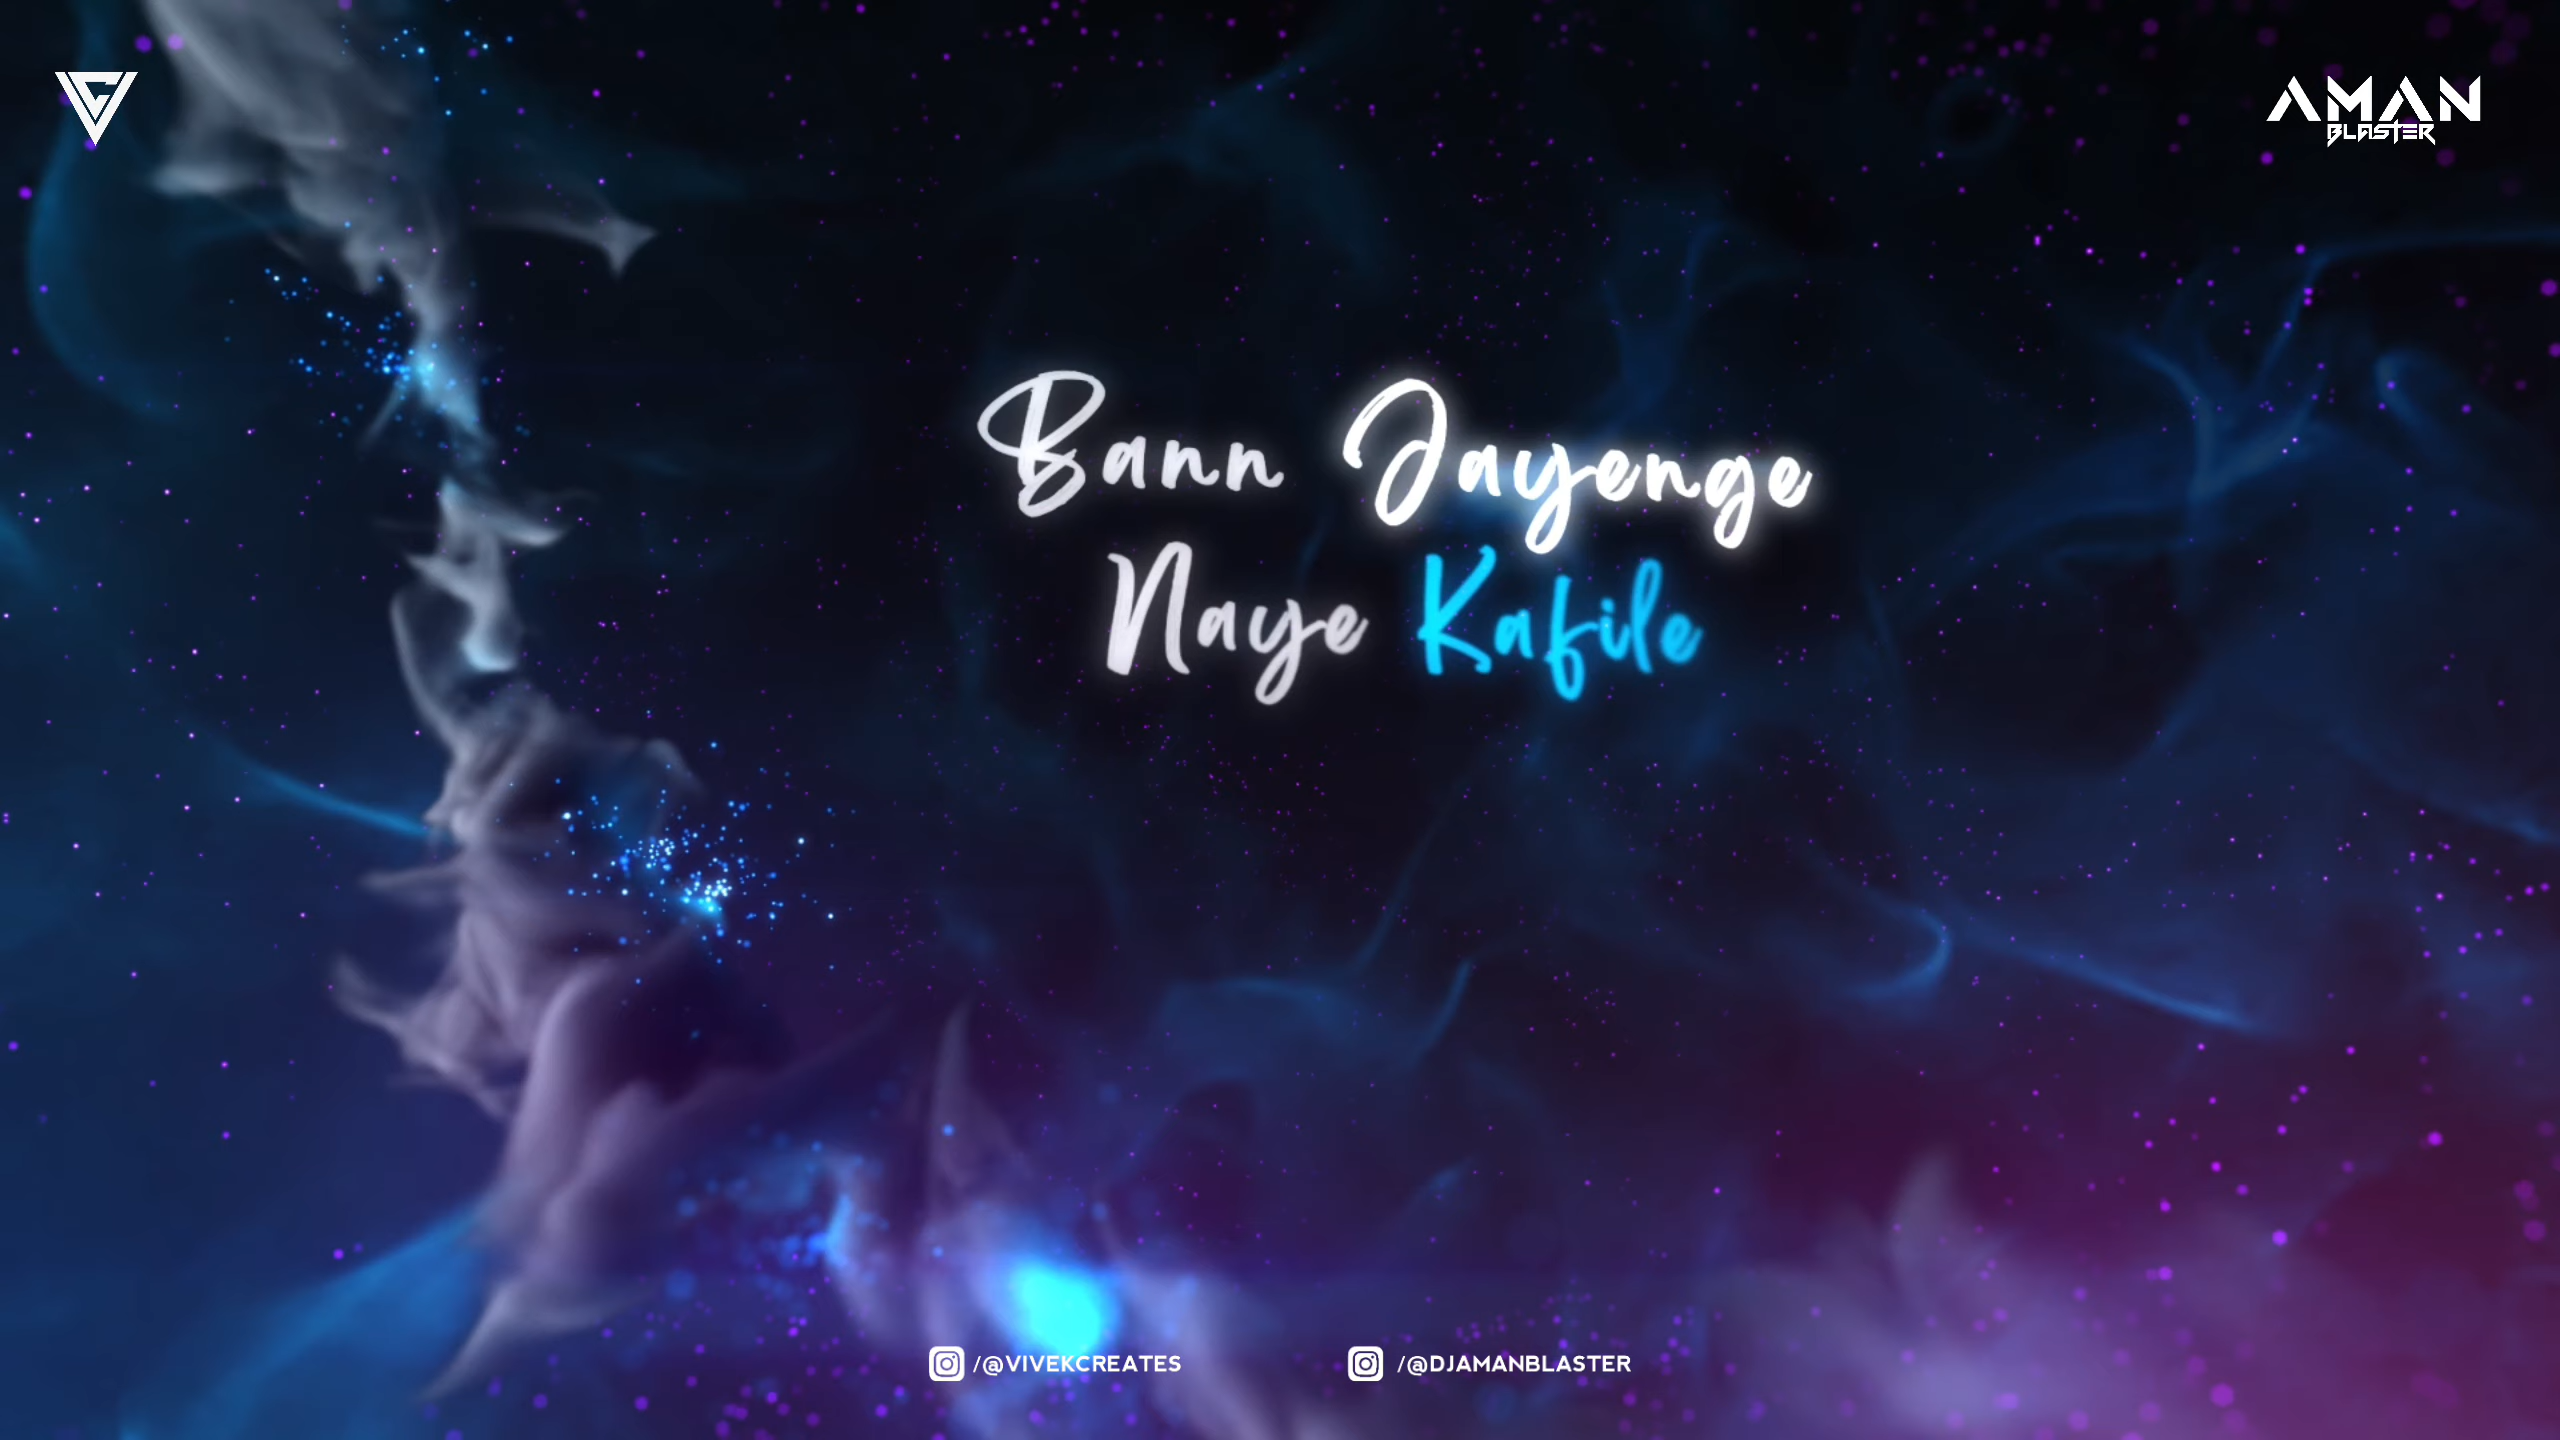 AMAN
BLASTER
Bann Jayenge
Naye Kafile
/@VIVEKCREATES
/@DJAMANBLASTER